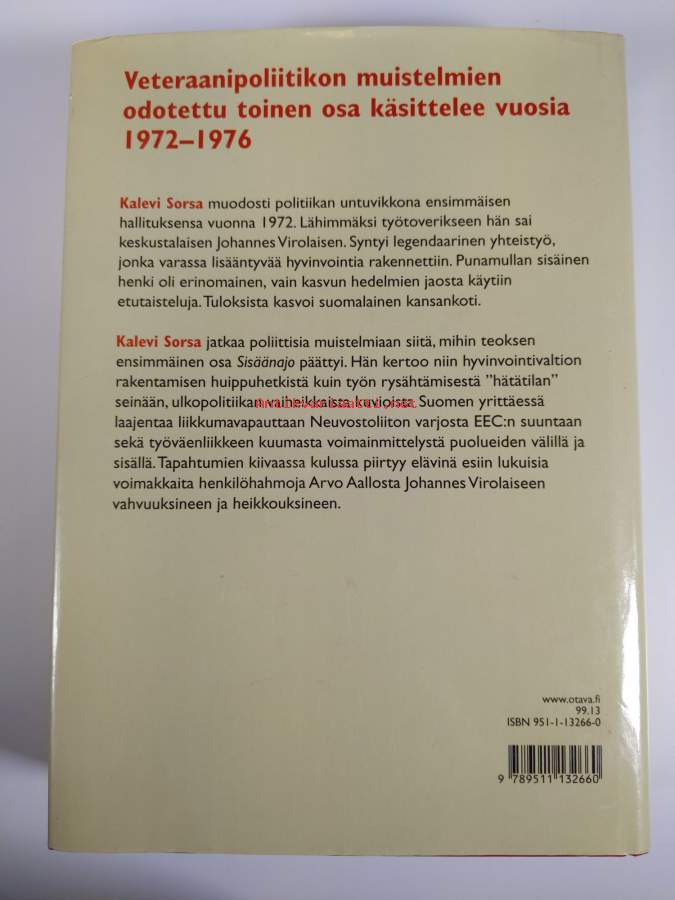 Veteraanipoliitikon muistelmien
odotettu toinen osa käsittelee vuosia
1972–1976
Kalevi Sorsa muodosti politiikan untuvikkona ensimmäisen
hallituksensa vuonna 1972. Lähimmäksi työtoverikseen hän sai
keskustalaisen Johannes Virolaisen. Syntyi legendaarinen yhteistyö,
jonka varassa lisääntyvää hyvinvointia rakennettiin. Punamullan sisäinen
henki oli erinomainen, vain kasvun hedelmien jaosta käytiin
etutaisteluja. Tuloksista kasvoi suomalainen kansankoti.
Kalevi Sorsa jatkaa poliittisia muistelmiaan siitä, mihin teoksen
ensimmäinen osa Sisäänajo päättyi. Hän kertoo niin hyvinvointivaltion
rakentamisen huippuhetkistä kuin työn rysähtämisestä ”hätätilan”
seinään, ulkopolitiikan vaiheikkaista kuvioista Suomen yrittäessä
Antikvariaatti.net
laajentaa liikkumavapauttaan Neuvostoliiton varjosta EEC:n suuntaan
sekä työväenliikkeen kuumasta voimainmittelystä puolueiden välillä ja
sisällä. Tapahtumien kiivaassa kulussa piirtyy elävinä esiin lukuisia
voimakkaita henkilöhahmoja Arvo Aallosta Johannes Virolaiseen
vahvuuksineen ja heikkouksineen.
www.otava.fi
99.13
ISBN 951-1-13266-0
9 789511 132660